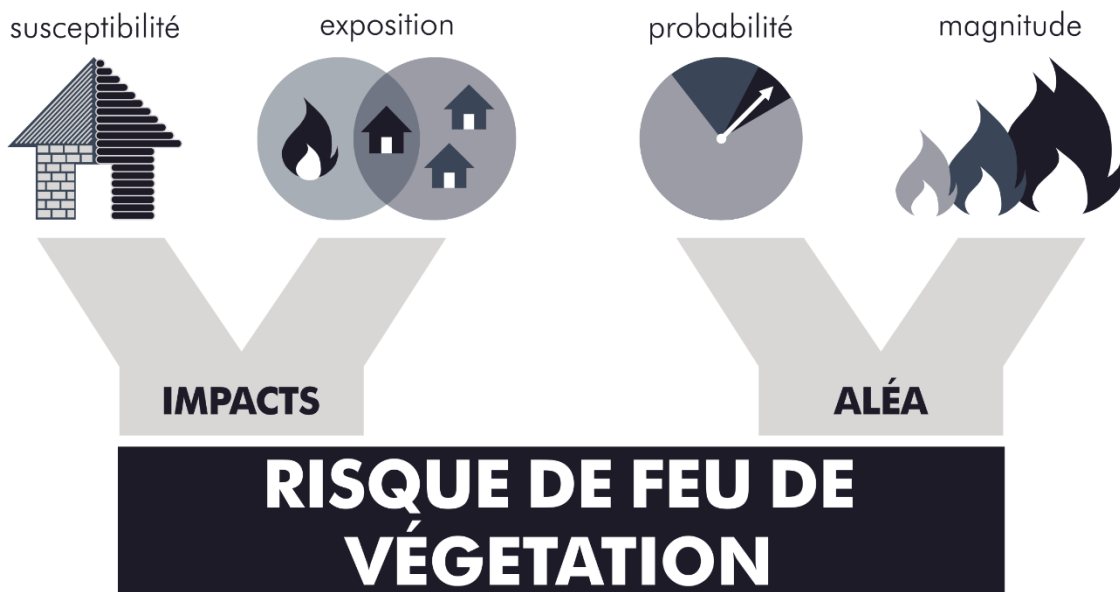 susceptibilité
exposition
probabilité
magnitude
IMPACTS
ALÉA
RISQUE DE FEU DE
VÉGETATION